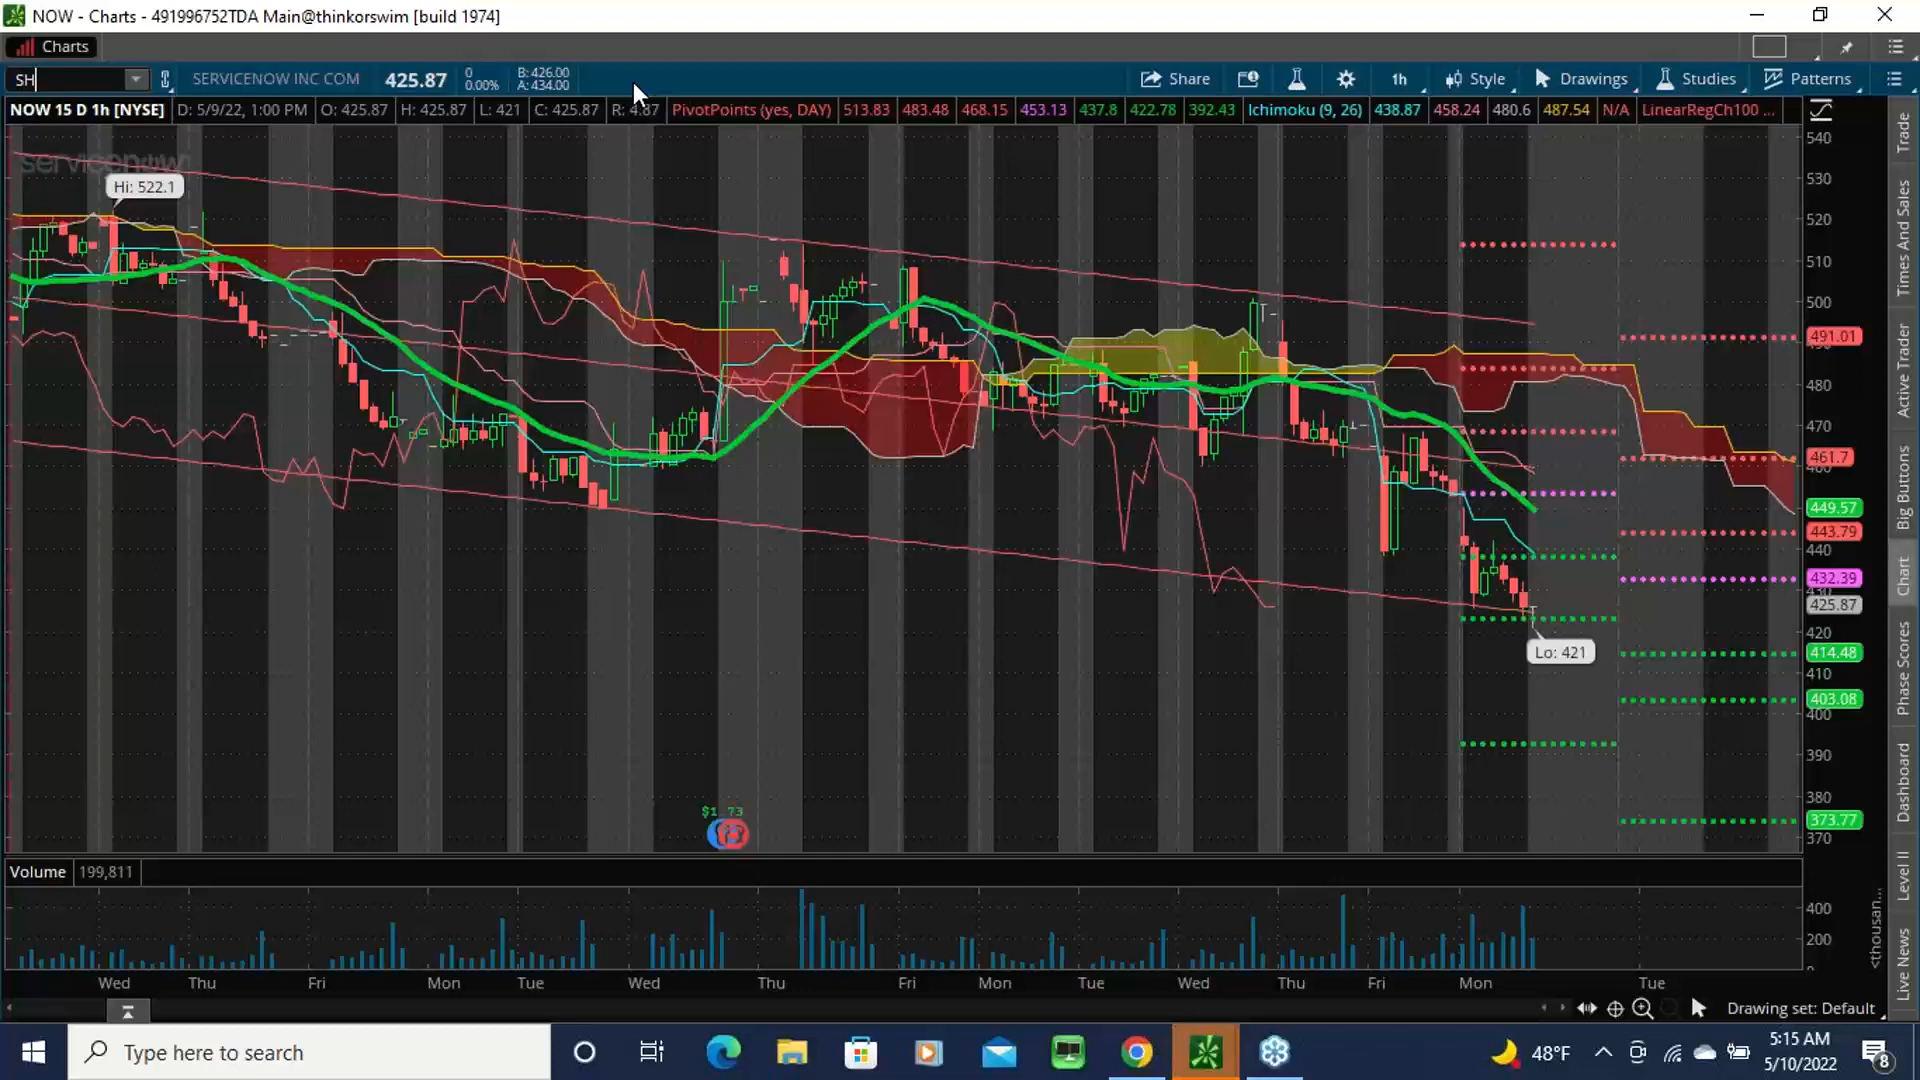 NOW - Charts - 491996752TDA Main@thinkorswim [build 1974]
Charts
SH
SERVICENOW INC COM
425.87
0
0.00%
B: 426.00
A: 434.00
Share
1h
Style
Drawings
Studies
Patterns
NOW 15 D 1h [NYSE]
D: 5/9/22, 1:00 PM
O: 425.87
H: 425.87
L: 421
C: 425.87
R: 4.87
PivotPoints (yes, DAY)
513.83
483.48
468.15
453.13
437.8
422.78
392.43
Ichimoku (9, 26)
438.87
458.24
480.6
487.54
N/A
LinearRegCh100 ...
servicenow
Hi: 522.1
Lo: 421
540
530
520
510
500
491.01
480
470
461.7
449.57
443.79
440
432.39
425.87
420
414.48
410
403.08
400
390
380
373.77
370
$1.73
Volume
199,811
400
200
<thousan...
Wed
Thu
Fri
Mon
Tue
Wed
Thu
Fri
Mon
Tue
Wed
Thu
Fri
Mon
Tue
Drawing set: Default
Trade
Times And Sales
Active Trader
Big Buttons
Chart
Phase Scores
Dashboard
Level II
Live News
Type here to search
48°F
5:15 AM
5/10/2022
8